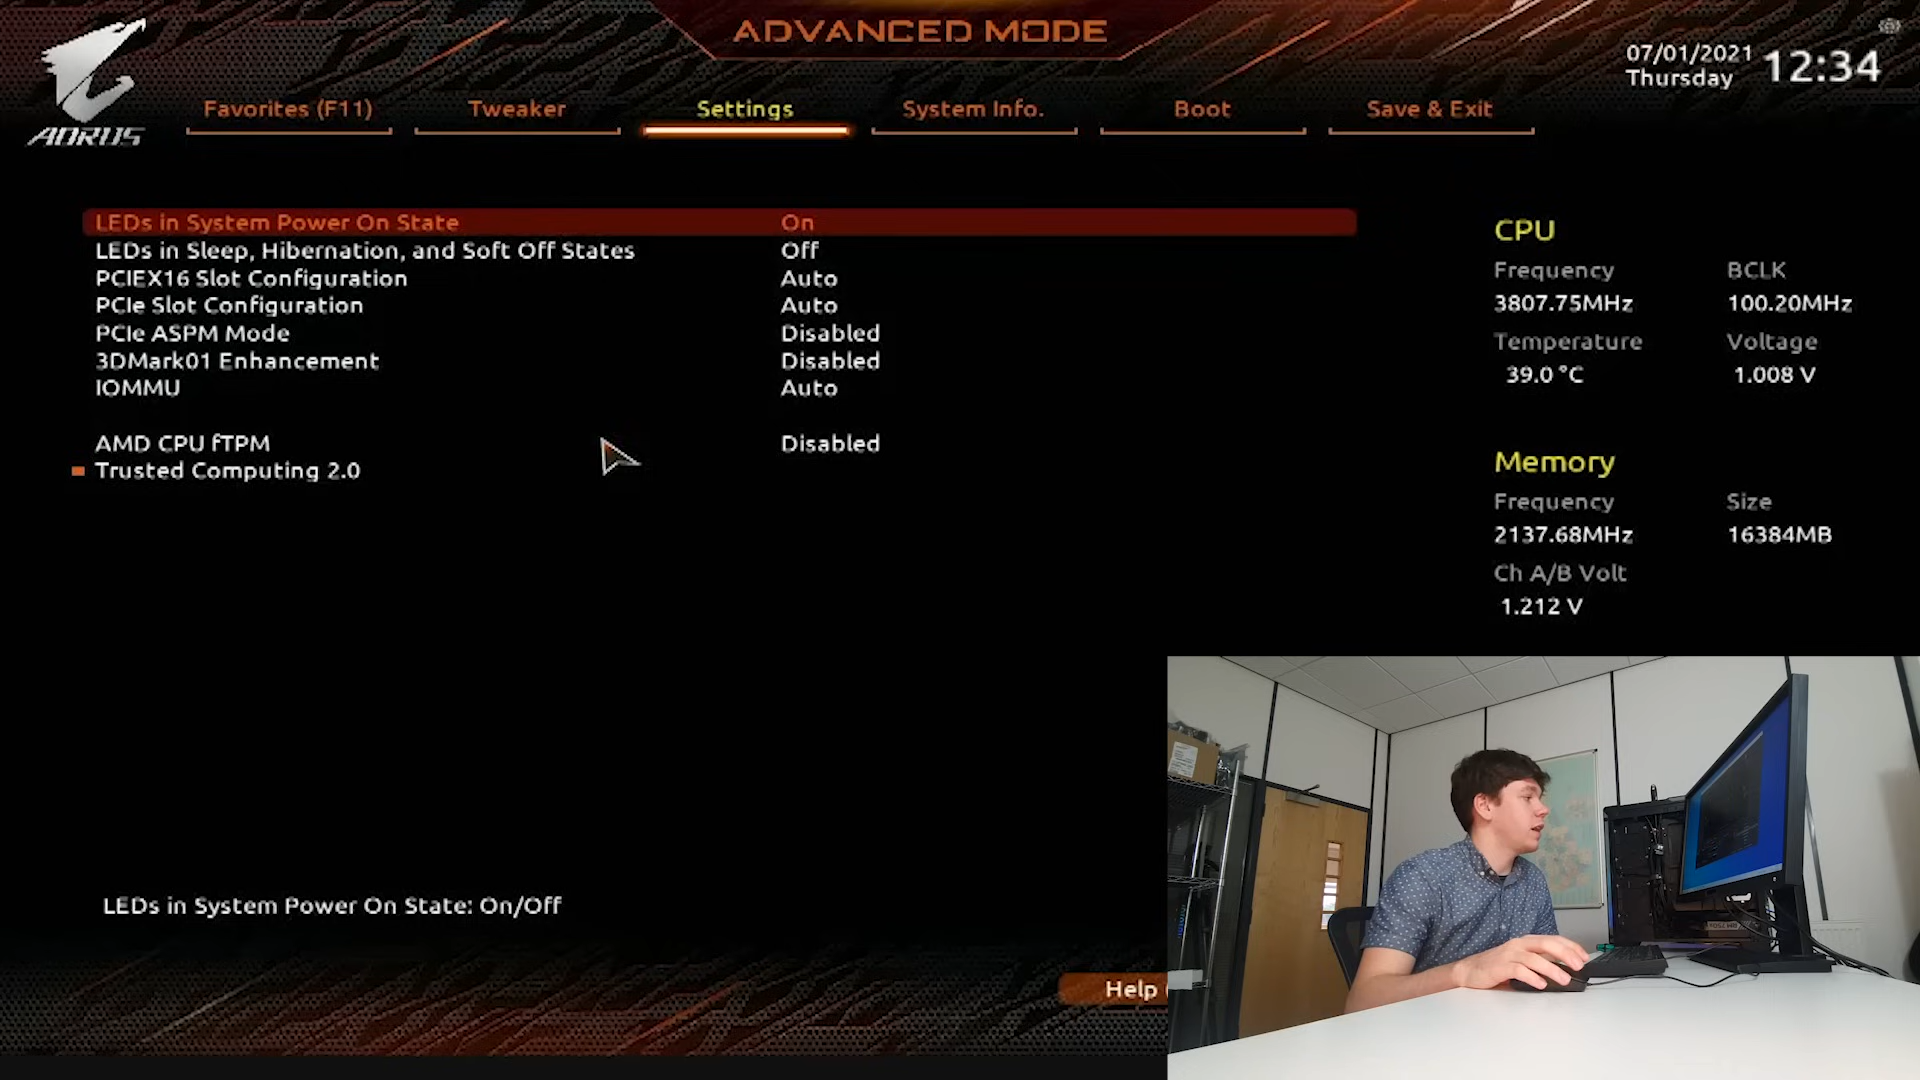 ADVANCED MODE
AORUS
07/01/2021
Thursday
12:34
Favorites (F11)
Tweaker
Settings
System Info.
Boot
Save & Exit
LEDs in System Power On State On
LEDs in Sleep, Hibernation, and Soft Off States Off
PCIEX16 Slot Configuration Auto
PCIe Slot Configuration Auto
PCIe ASPM Mode Disabled
3DMark01 Enhancement Disabled
IOMMU Auto
AMD CPU fTPM Disabled
Trusted Computing 2.0
CPU
Frequency BCLK
3807.75MHz 100.20MHz
Temperature Voltage
39.0 °C 1.008 V
Memory
Frequency Size
2137.68MHz 16384MB
Ch A/B Volt
1.212 V
LEDs in System Power On State: On/Off
Help